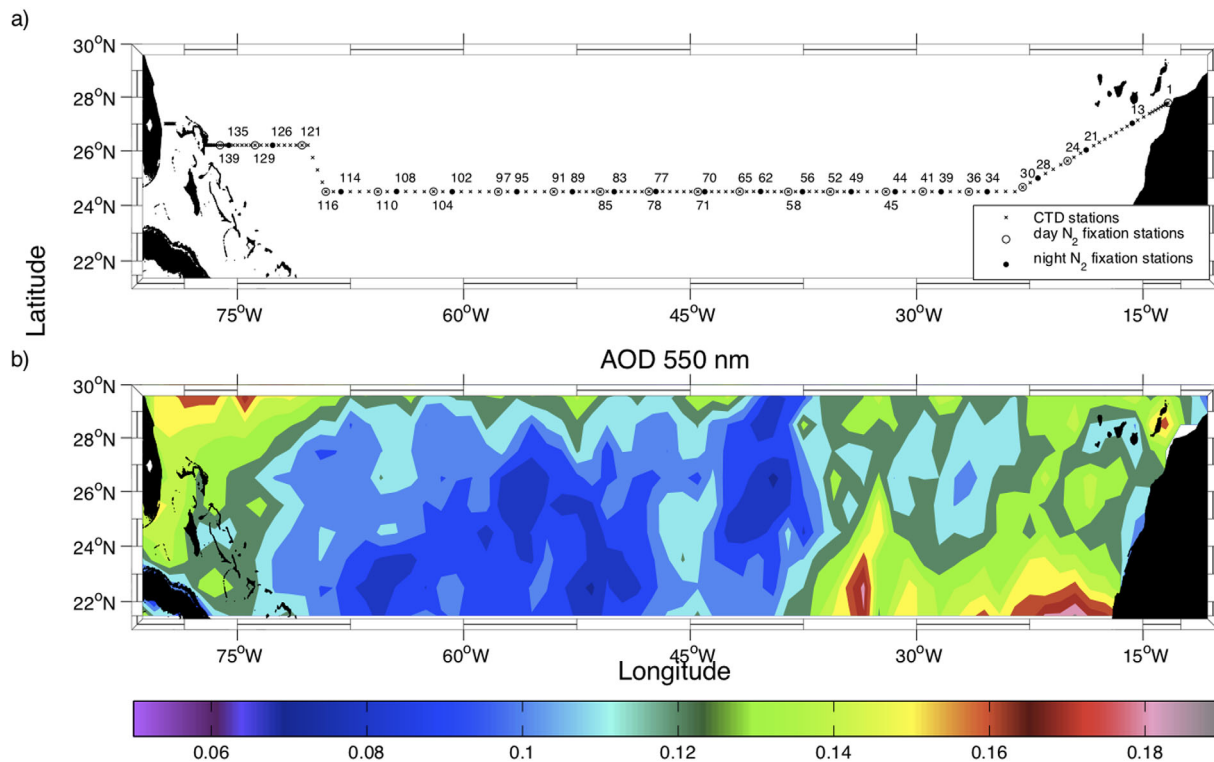 a)
30°N
28°N
26°N
24°N
22°N
Latitude
135 126 121
139 129
1
13
21
24
28
30
114 108 102 97 95 91 89 83 77 70 65 62 56 52 49 44 41 39 36 34
116 110 104 85 78 71 58 45
CTD stations
day N2 fixation stations
night N2 fixation stations
75°W 60°W 45°W 30°W 15°W
b)
AOD 550 nm
30°N
28°N
26°N
24°N
22°N
75°W 60°W 45°W 30°W 15°W
Longitude
0.06 0.08 0.1 0.12 0.14 0.16 0.18